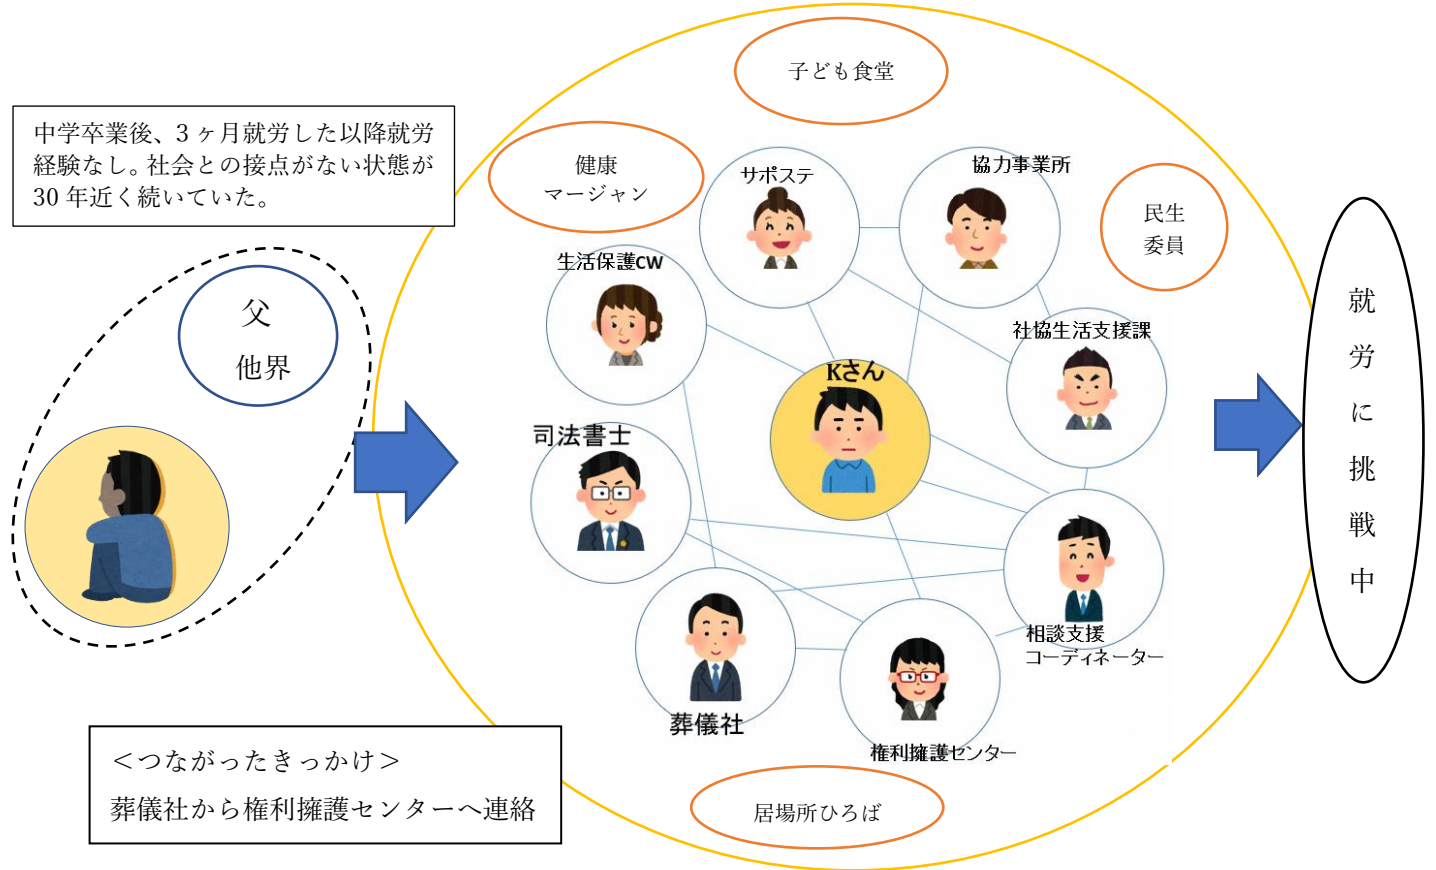 子ども食堂
中学卒業後、3ヶ月就労した以降就労
経験なし。社会との接点がない状態が
30年近く続いていた。
健康
マージャン
サポステ
協力事業所
民生
委員
生活保護CW
父
他界
社協生活支援課
Kさん
就労に挑戦中
司法書士
相談支援
コーディネーター
葬儀社
権利擁護センター
<つながったきっかけ>
葬儀社から権利擁護センターへ連絡
居場所ひろば